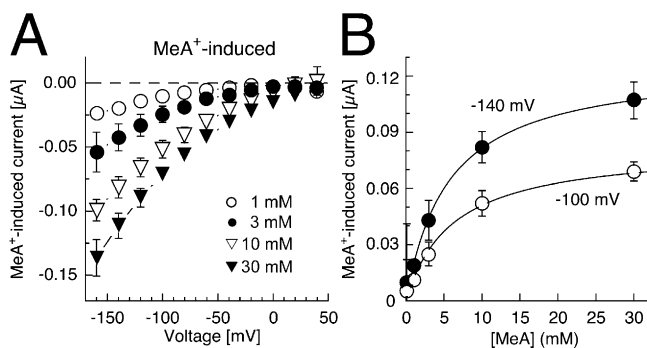 A
MeA+-induced
MeA+-induced current [µA]
0.00
-0.05
-0.10
-0.15
1 mM
3 mM
10 mM
30 mM
-150 -100 -50 0 50
Voltage [mV]
B
MeA+-induced current [µA]
0.12
0.09
0.06
0.03
0
-140 mV
-100 mV
0 5 10 15 20 25 30
[MeA] (mM)